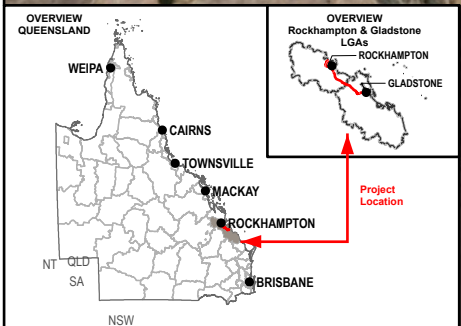 OVERVIEW
QUEENSLAND
WEIPA
CAIRNS
TOWNSVILLE
MACKAY
ROCKHAMPTON
BRISBANE
NT
QLD
SA
NSW
OVERVIEW
Rockhampton & Gladstone
LGAs
ROCKHAMPTON
GLADSTONE
Project
Location